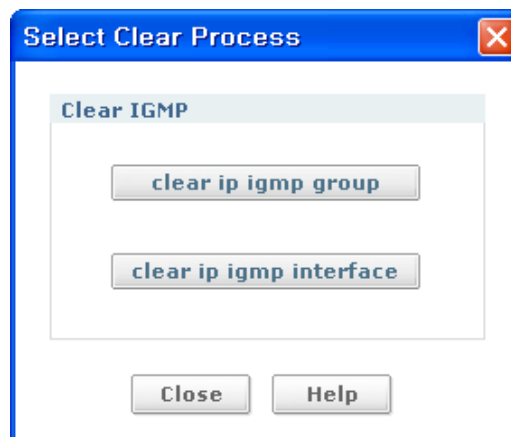 Select Clear Process
Clear IGMP
clear ip igmp group
clear ip igmp interface
Close
Help